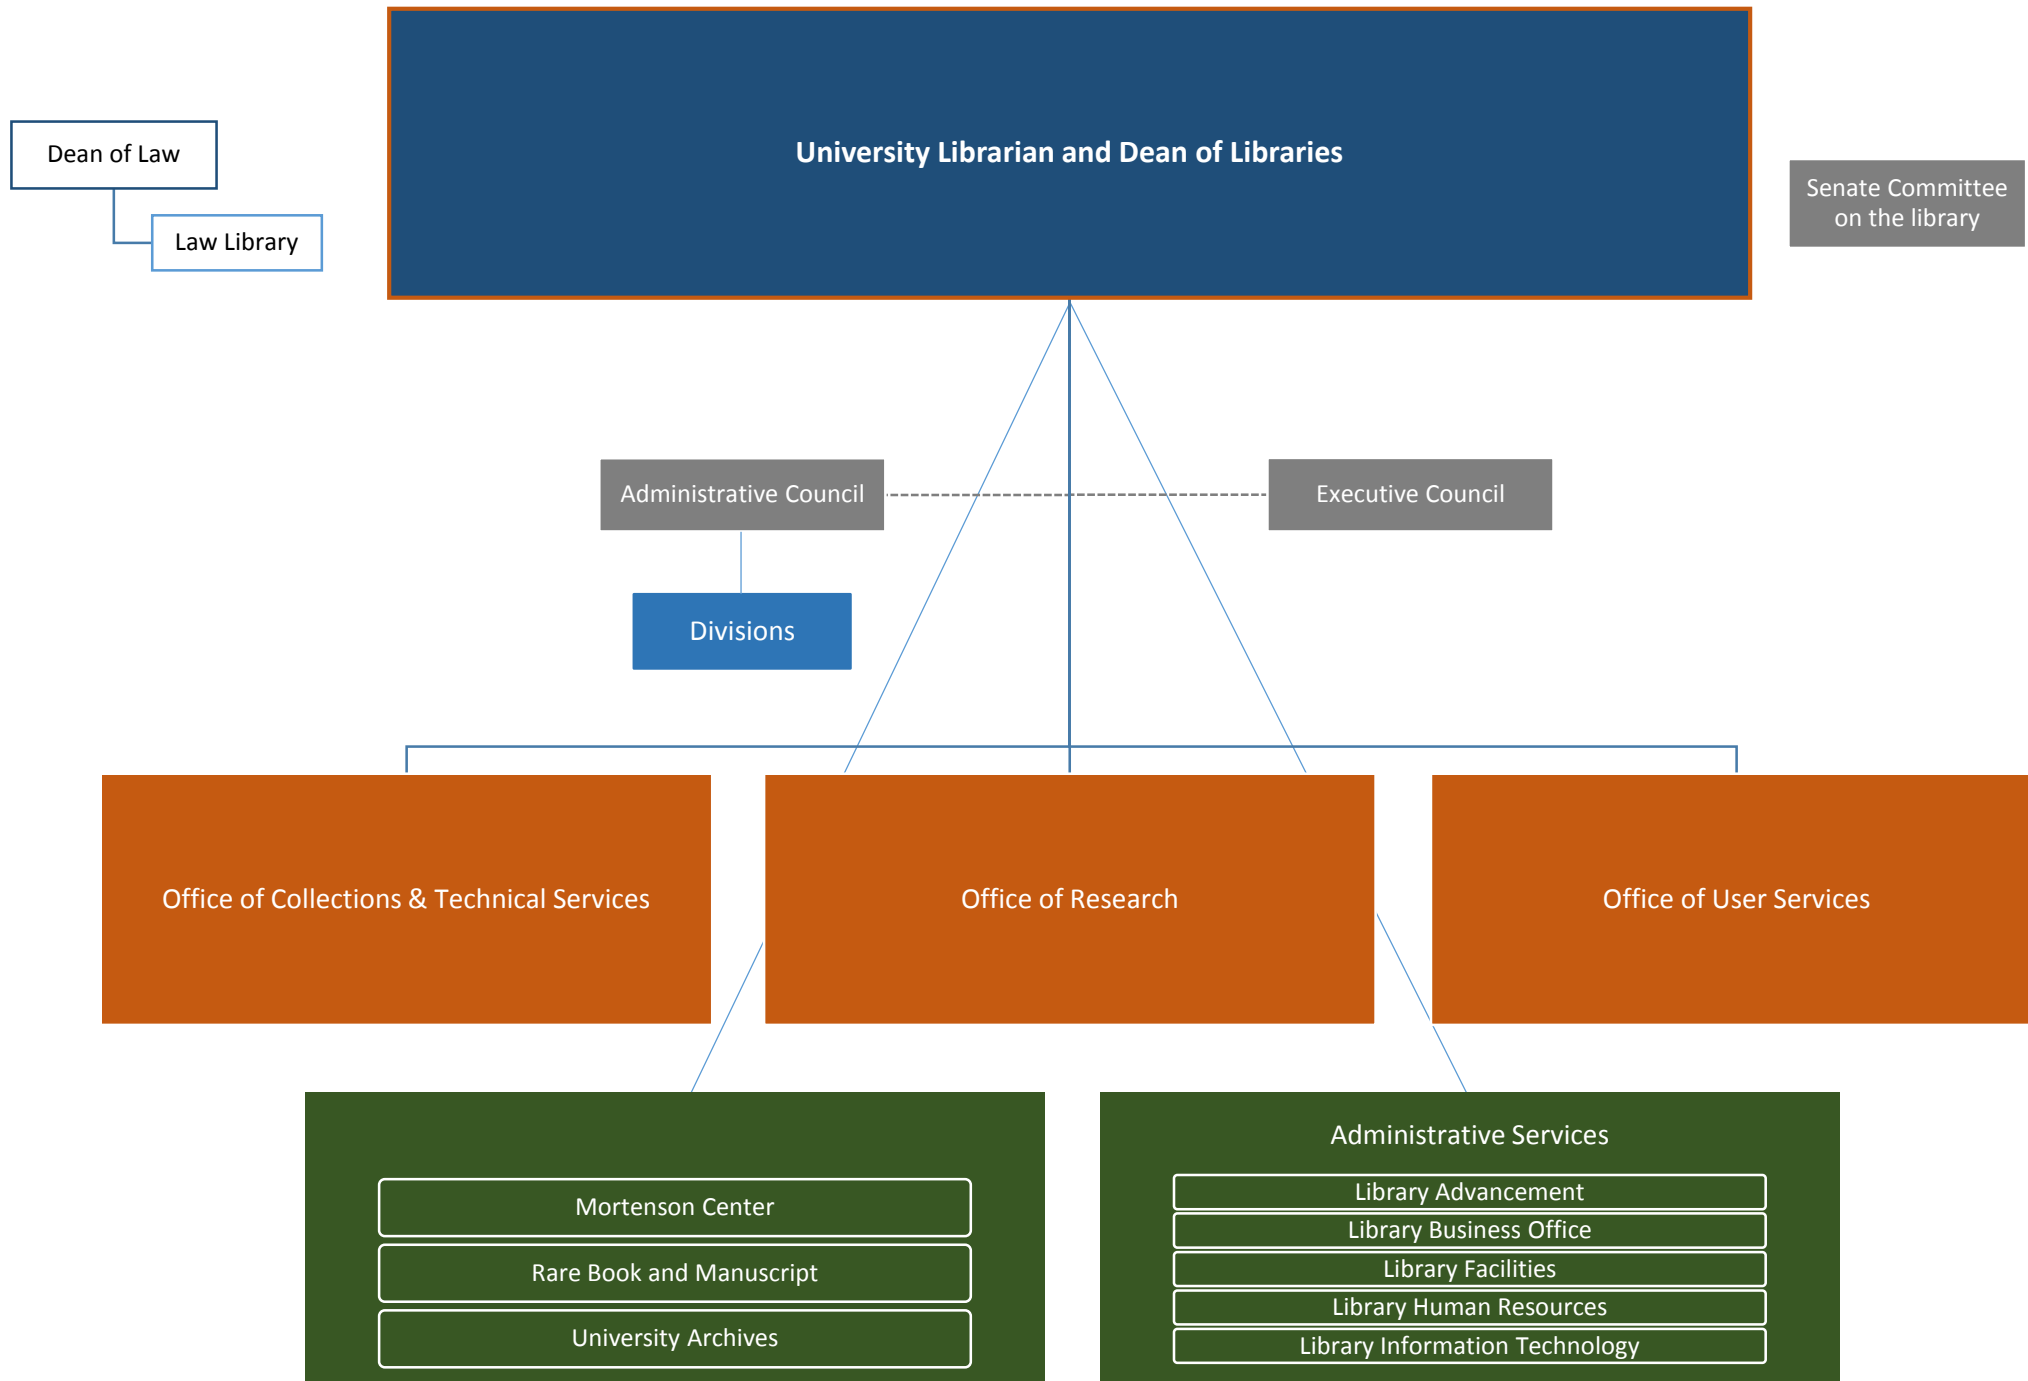 University Librarian and Dean of Libraries
Dean of Law
Law Library
Senate Committee
on the library
Administrative Council
Executive Council
Divisions
Office of Collections & Technical Services
Office of Research
Office of User Services
Mortenson Center
Rare Book and Manuscript
University Archives
Administrative Services
Library Advancement
Library Business Office
Library Facilities
Library Human Resources
Library Information Technology